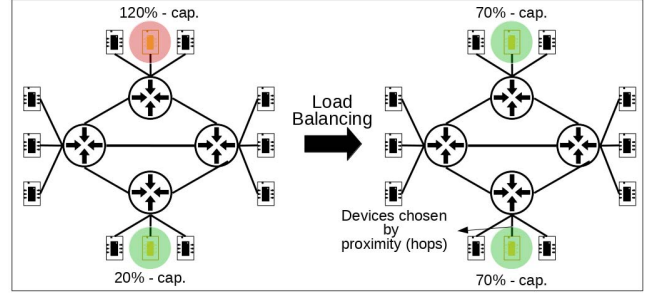 120% - cap.
70% - cap.
Load
Balancing
Devices chosen
by
proximity (hops)
20% - cap.
70% - cap.